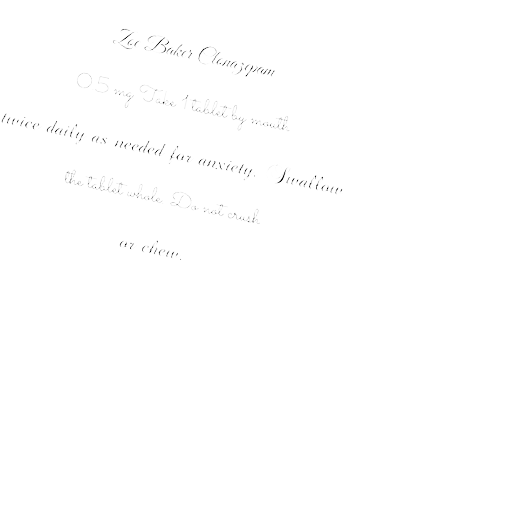 Zoe Baker Clonazepam
0.5 mg Take 1 tablet by mouth
twice daily as needed for anxiety. Swallow
the tablet whole. Do not crush
or chew.